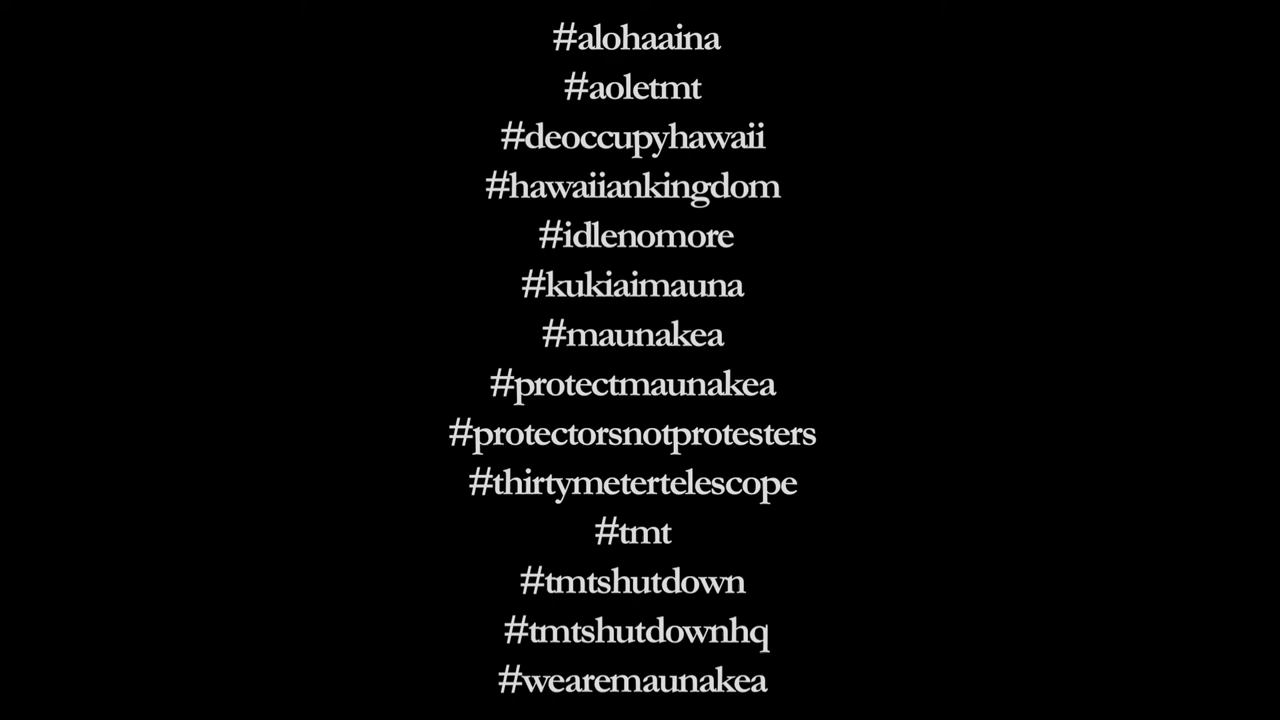 #alohaaina
#aoletmt
#deoccupyhawaii
#hawaiiankingdom
#idlenomore
#kukiaimauna
#maunakea
#protectmaunakea
#protectorsnotprotesters
#thirtymetertelescope
#tmt
#tmtshutdown
#tmtshutdownhq
#wearemaunakea